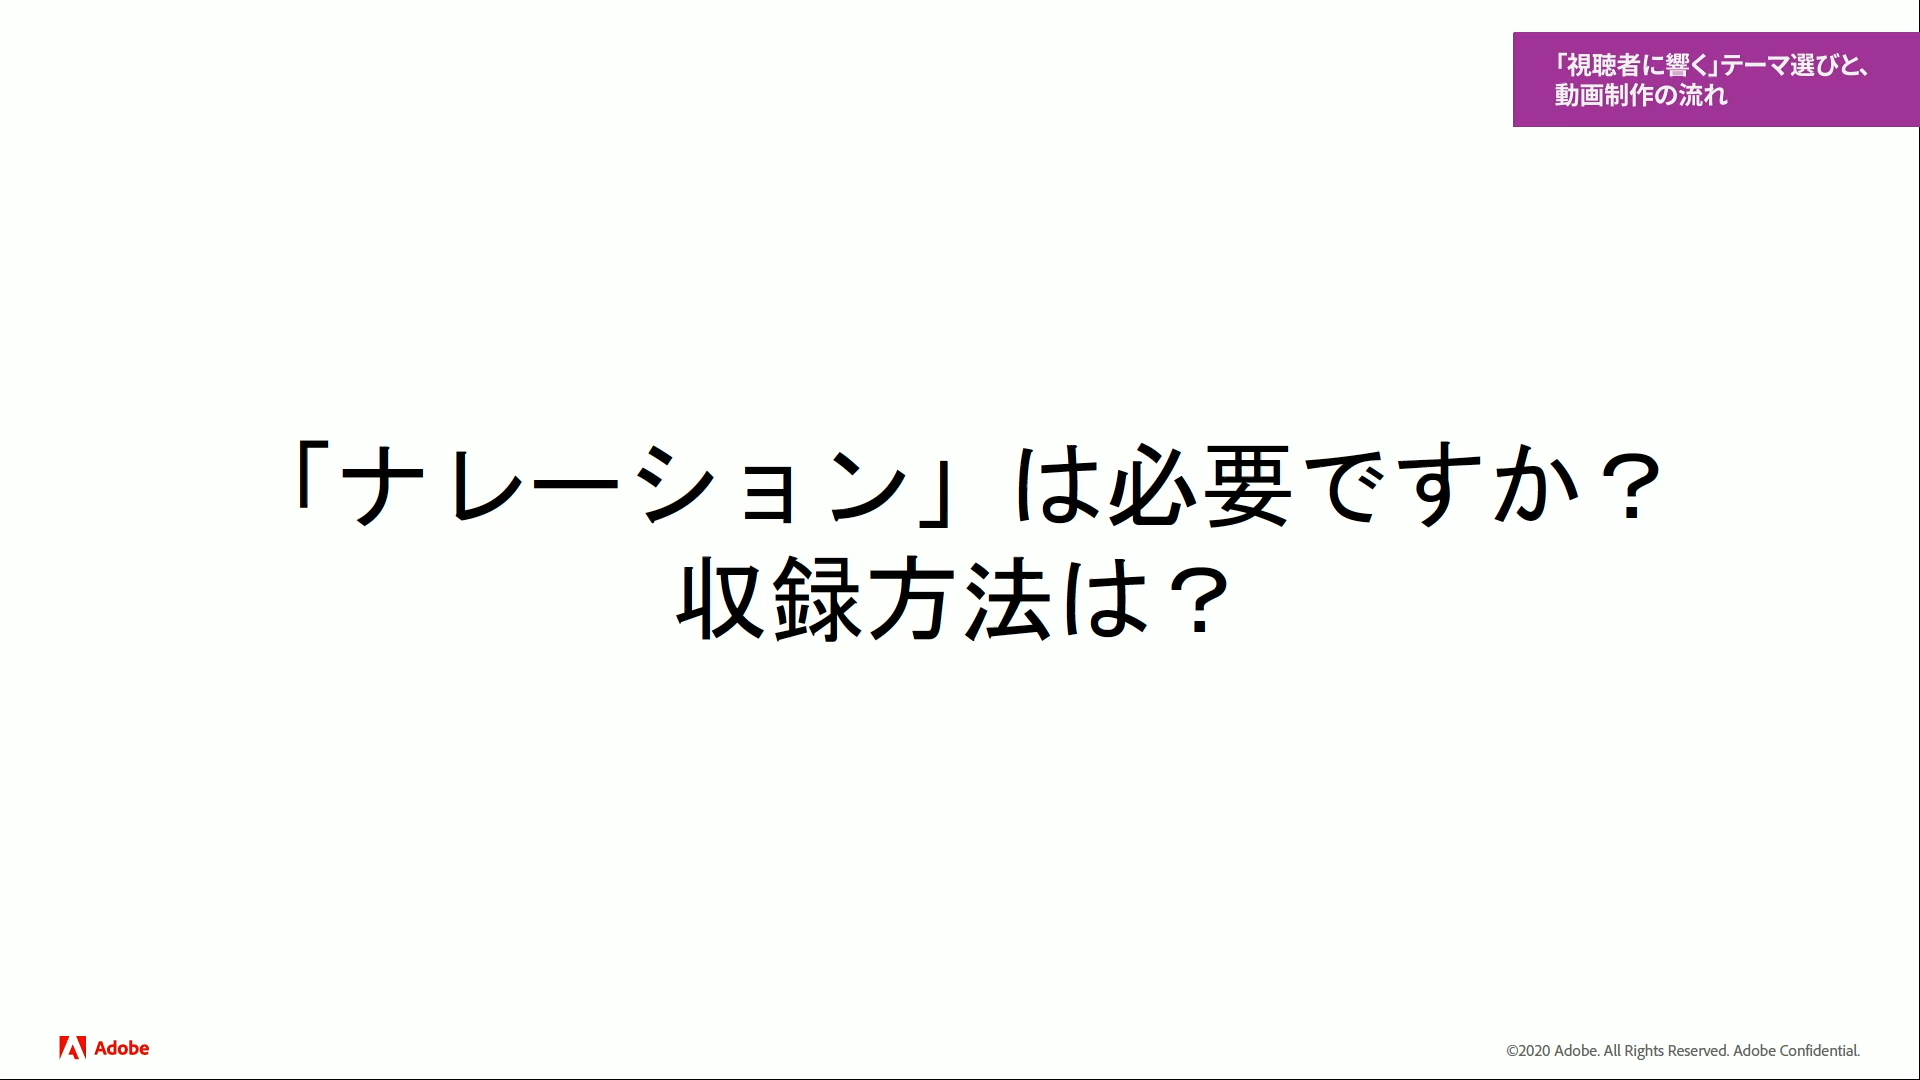 「視聴者に響く」テーマ選びと、
動画制作の流れ
「ナレーション」は必要ですか？
収録方法は？
Adobe
©2020 Adobe. All Rights Reserved. Adobe Confidential.